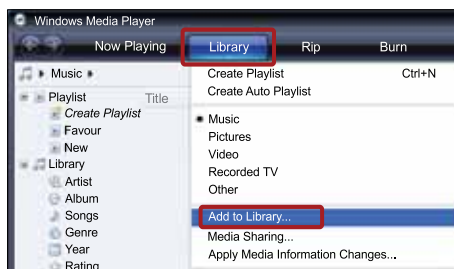 Windows Media Player
Now Playing Library Rip Burn
Music
Playlist Title
Create Playlist
Favour
New
Library
Artist
Album
Songs
Genre
Year
Rating
Create Playlist Ctrl+N
Create Auto Playlist
Music
Pictures
Video
Recorded TV
Other
Add to Library...
Media Sharing...
Apply Media Information Changes...